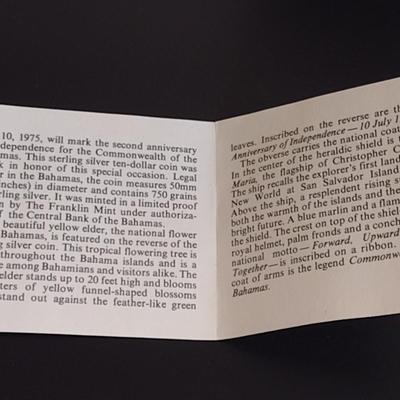 10, 1975, will mark the second anniversary
dependence for the Commonwealth of the
mas. This sterling silver ten-dollar coin was
k in honor of this special occasion. Legal
r in the Bahamas, the coin measures 50mm
inches) in diameter and contains 750 grains
rling silver. It was minted in a limited proof
n by The Franklin Mint under authoriza-
of the Central Bank of the Bahamas.
beautiful yellow elder, the national flower
Bahamas, is featured on the reverse of the
g silver coin. This tropical flowering tree is
throughout the Bahama islands and is a
e among Bahamians and visitors alike. The
elder stands up to 20 feet high and blooms
ters of yellow funnel-shaped blossoms
stand out against the feather-like green
leaves. Inscribed on the reverse are th
Anniversary of Independence—10 July 1
The obverse carries the national coat
In the center of the heraldic shield is t
Maria, the flagship of Christopher C
The ship recalls the explorer's first land
New World at San Salvador Island
Above the ship, a resplendent rising s
both the warmth of the islands and the
bright future. A blue marlin and a flam
the shield. The crest on top of the shield
royal helmet, palm fronds and a conch
national motto—Forward, Upward
Together—is inscribed on a ribbon.
coat of arms is the legend Commonw
Bahamas.